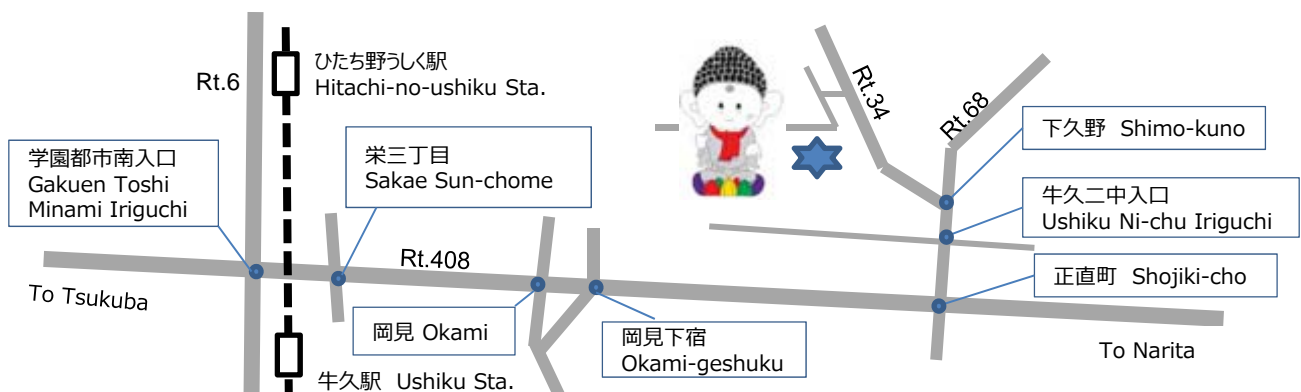 ひたち野うしく駅
Hitachi-no-ushiku Sta.
Rt.6
Rt.34
Rt.68
下久野 Shimo-kuno
学園都市南入口
Gakuen Toshi
Minami Iriguchi
栄三丁目
Sakae Sun-chome
牛久二中入口
Ushiku Ni-chu Iriguchi
Rt.408
正直町 Shojiki-cho
To Tsukuba
岡見 Okami
岡見下宿
Okami-geshuku
To Narita
牛久駅 Ushiku Sta.